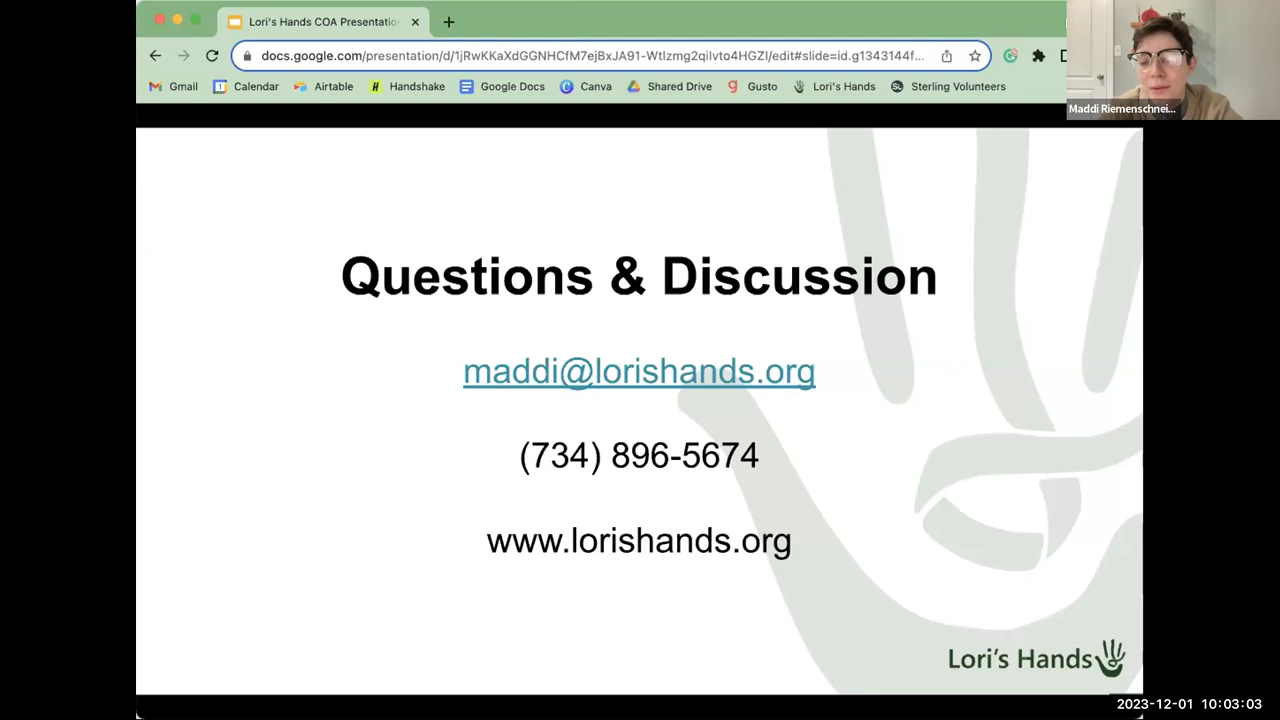 Lori's Hands COA Presentatio
docs.google.com/presentation/d/1jRwKKaXdGGNHCfM7ejBxJA91-WtIzmg2qiIvto4HGZI/edit#slide=id.g1343144f...
Gmail Calendar Airtable Handshake Google Docs Canva Shared Drive Gusto Lori's Hands Sterling Volunteers
Maddi Riemenschnei...
Questions & Discussion
maddi@lorishands.org
(734) 896-5674
www.lorishands.org
Lori's Hands
2023-12-01 10:03:03